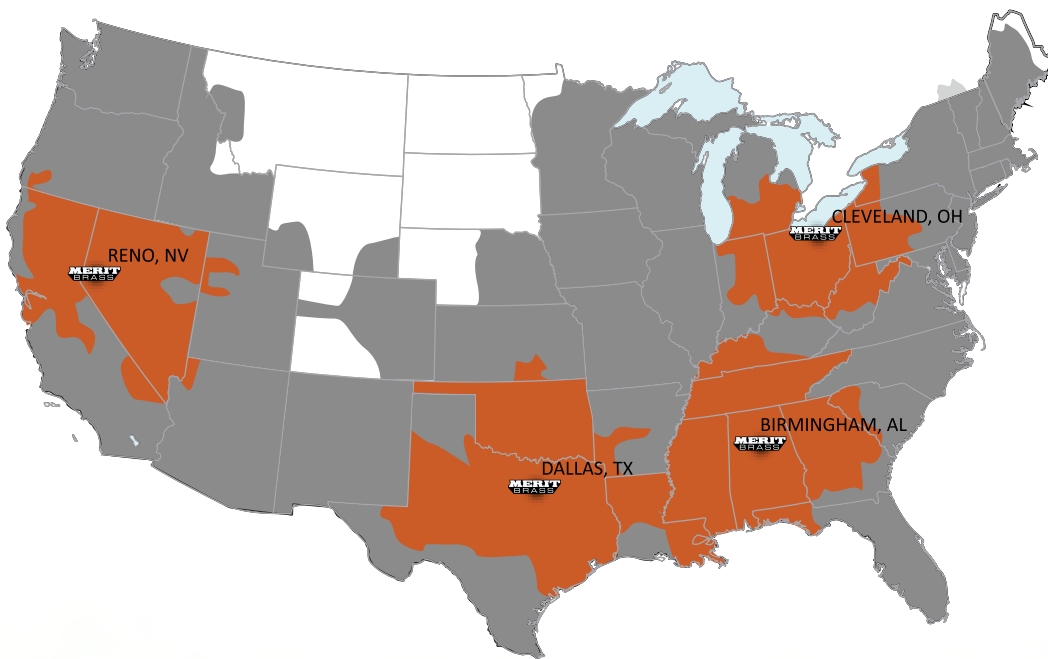 CLEVELAND, OH
MERIT
BRASS
RENO, NV
MERIT
BRASS
BIRMINGHAM, AL
MERIT
BRASS
DALLAS, TX
MERIT
BRASS